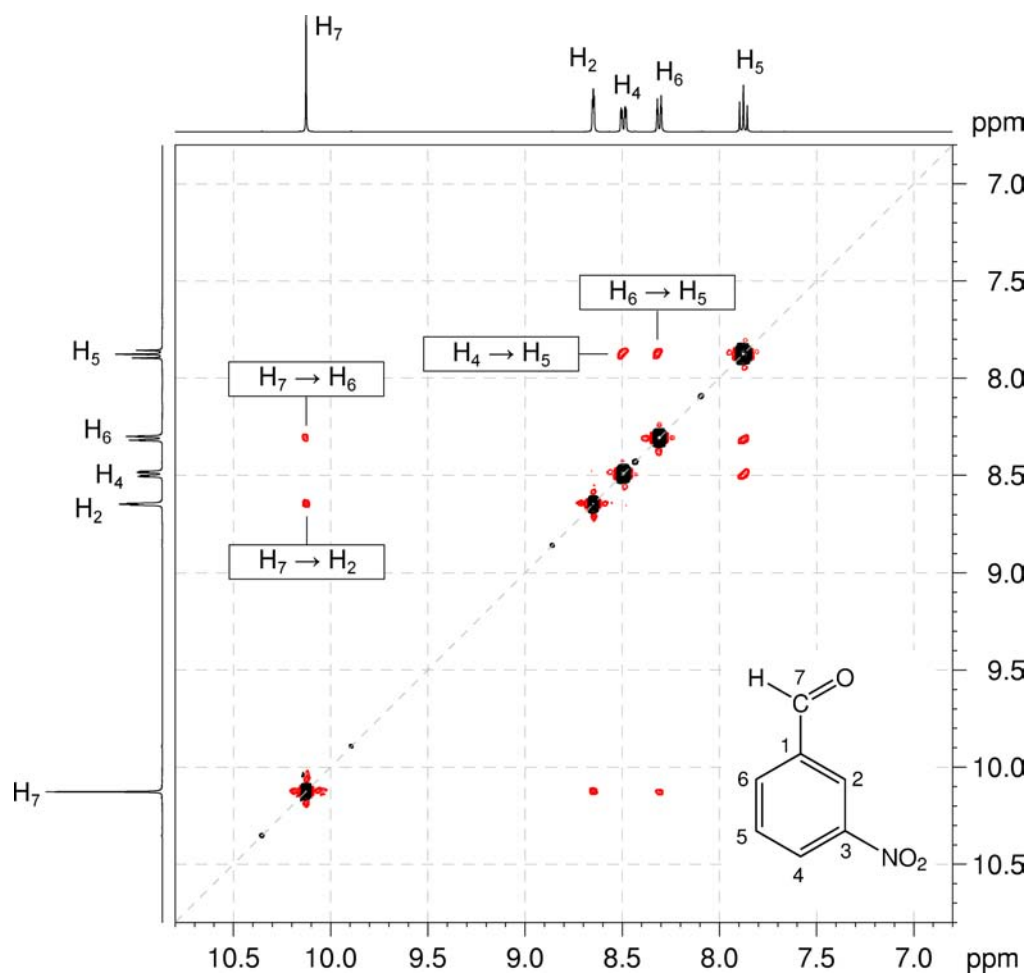 H₇
H₂
H₄
H₆
H₅
ppm
7.0
7.5
8.0
8.5
9.0
9.5
10.0
10.5
H₆ → H₅
H₄ → H₅
H₇ → H₆
H₇ → H₂
H₅
H₆
H₄
H₂
H₇
H
7
O
C
1
6
2
5
3
4
NO₂
10.5 10.0 9.5 9.0 8.5 8.0 7.5 7.0 ppm